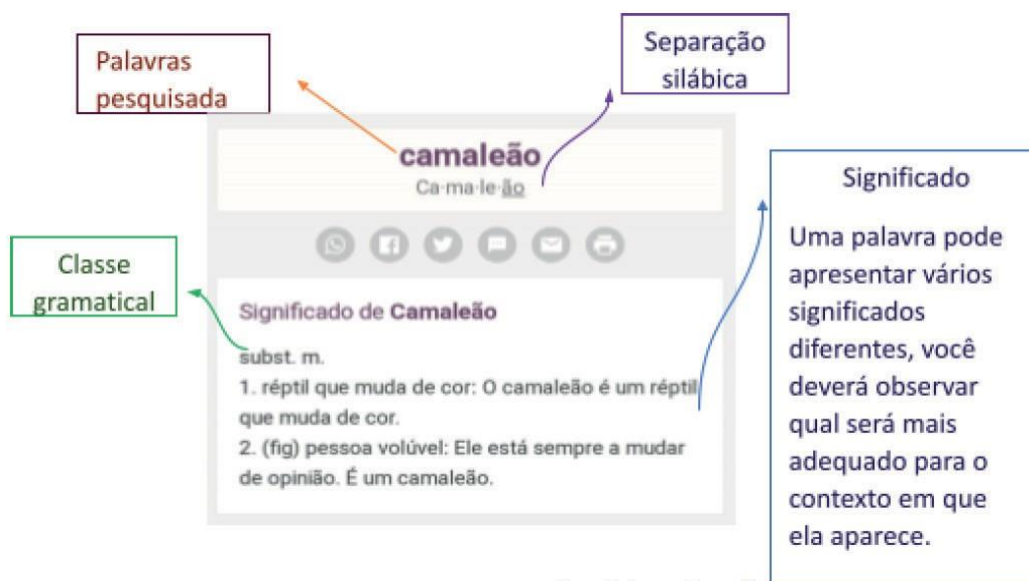 Palavras
pesquisada
Separação
silábica
camaleão
Ca·ma·le·ão
Classe
gramatical
Significado de Camaleão
subst. m.
1. réptil que muda de cor: O camaleão é um réptil
que muda de cor.
2. (fig) pessoa volúvel: Ele está sempre a mudar
de opinião. É um camaleão.
Significado
Uma palavra pode
apresentar vários
significados
diferentes, você
deverá observar
qual será mais
adequado para o
contexto em que
ela aparece.